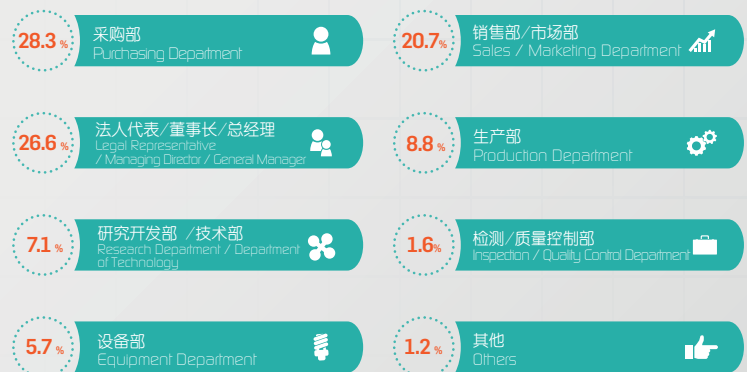 28.3 %
采购部
Purchasing Department
20.7%
销售部/市场部
Sales / Marketing Department
26.6 %
法人代表/董事长/总经理
Legal Representative
/ Managing Director / General Manager
8.8 %
生产部
Production Department
7.1 %
研究开发部 /技术部
Research Department / Department
of Technology
1.6%
检测/质量控制部
Inspection / Quality Control Department
5.7 %
设备部
Equipment Department
1.2 %
其他
Others